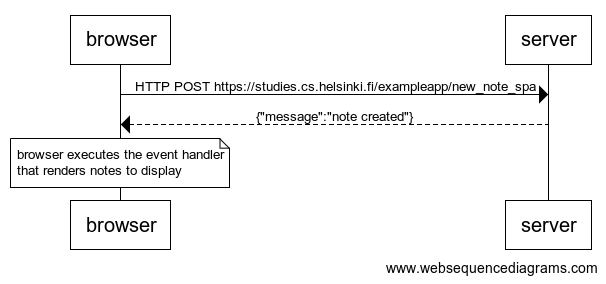 browser
server
HTTP POST https://studies.cs.helsinki.fi/exampleapp/new_note_spa
{"message":"note created"}
browser executes the event handler
that renders notes to display
browser
server
www.websequencediagrams.com